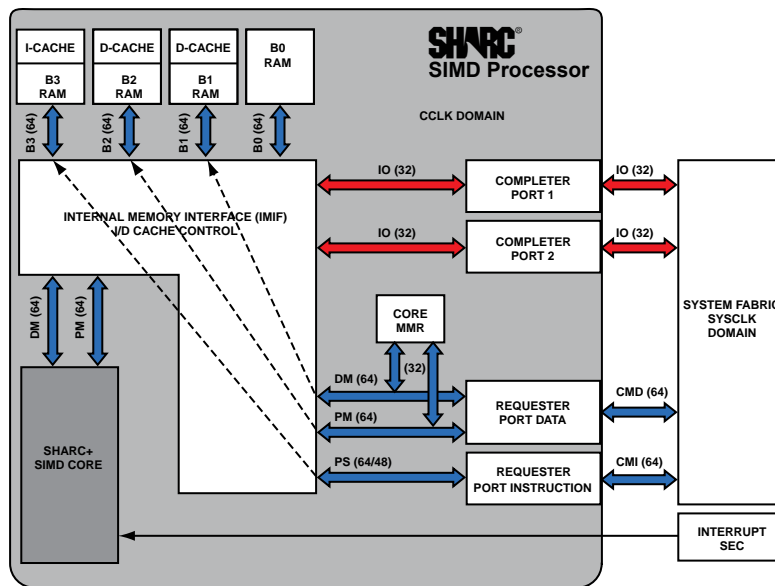 I-CACHE
D-CACHE
D-CACHE
B0
RAM
B3
RAM
B2
RAM
B1
RAM
SHARC®
SIMD Processor
CCLK DOMAIN
B3 (64)
B2 (64)
B1 (64)
B0 (64)
INTERNAL MEMORY INTERFACE (IMIF)
I/D CACHE CONTROL
IO (32)
COMPLETER
PORT 1
IO (32)
IO (32)
COMPLETER
PORT 2
IO (32)
SYSTEM FABRIC
SYSCLK
DOMAIN
DM (64)
PM (64)
CORE
MMR
(32)
DM (64)
PM (64)
REQUESTER
PORT DATA
CMD (64)
SHARC+
SIMD CORE
PS (64/48)
REQUESTER
PORT INSTRUCTION
CMI (64)
INTERRUPT
SEC